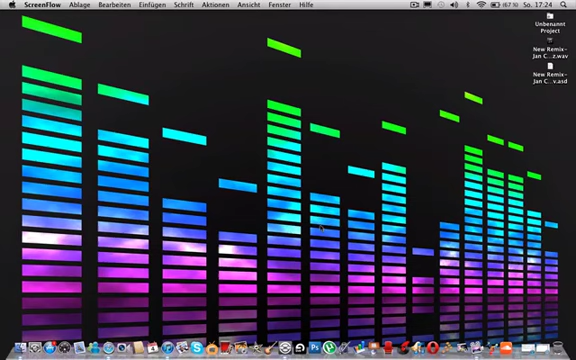 ScreenFlow Ablage Bearbeiten Einfügen Schrift Aktionen Ansicht Fenster Hilfe So. 17:24
Unbenannt
Project
New Remix-
Jan C...z.wav
New Remix-
Jan C...v.asd
Ps